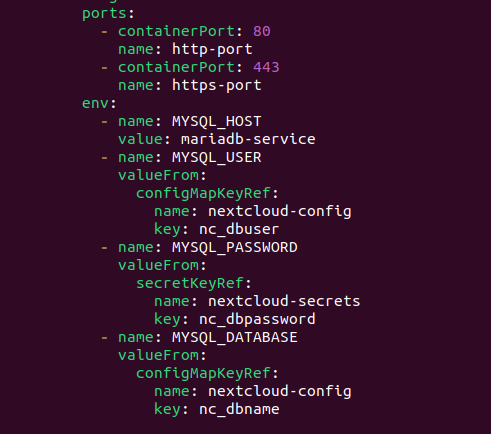 ports:
- containerPort: 80
name: http-port
- containerPort: 443
name: https-port
env:
- name: MYSQL_HOST
value: mariadb-service
- name: MYSQL_USER
valueFrom:
configMapKeyRef:
name: nextcloud-config
key: nc_dbuser
- name: MYSQL_PASSWORD
valueFrom:
secretKeyRef:
name: nextcloud-secrets
key: nc_dbpassword
- name: MYSQL_DATABASE
valueFrom:
configMapKeyRef:
name: nextcloud-config
key: nc_dbname